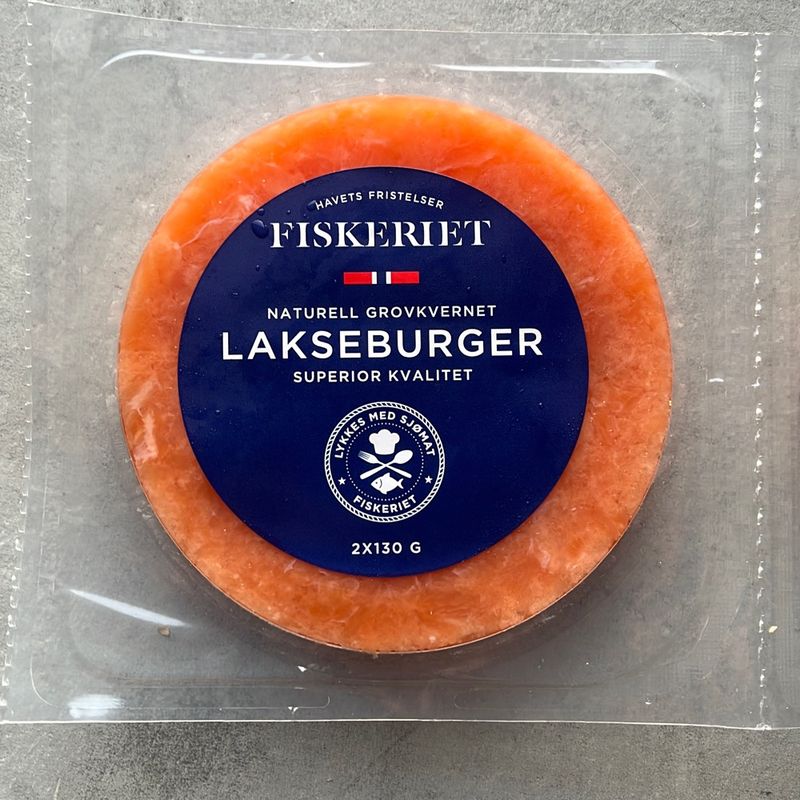 HAVETS FRISTELSER
FISKERIET
NATURELL GROVKVERNET
LAKSEBURGER
SUPERIOR KVALITET
LYKKES MED SJØMAT
FISKERIET
2X130 G